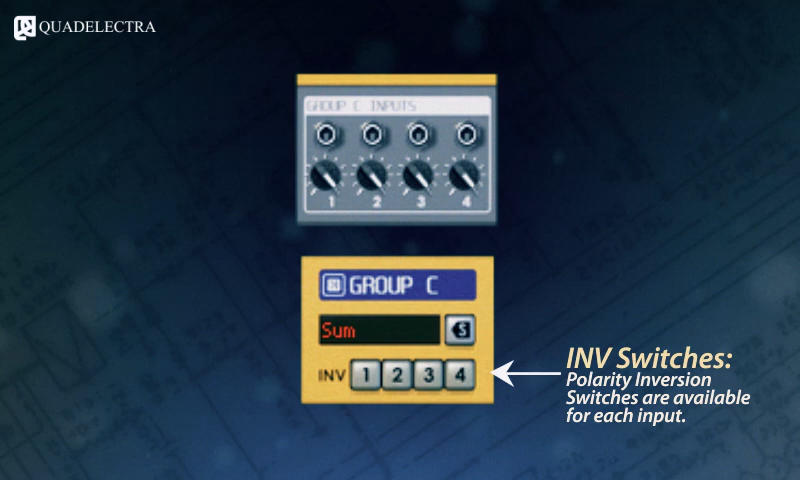 QUADELECTRA
GROUP C INPUTS
1 2 3 4
GROUP C
Sum
S
INV 1 2 3 4
INV Switches:
Polarity Inversion
Switches are available
for each input.